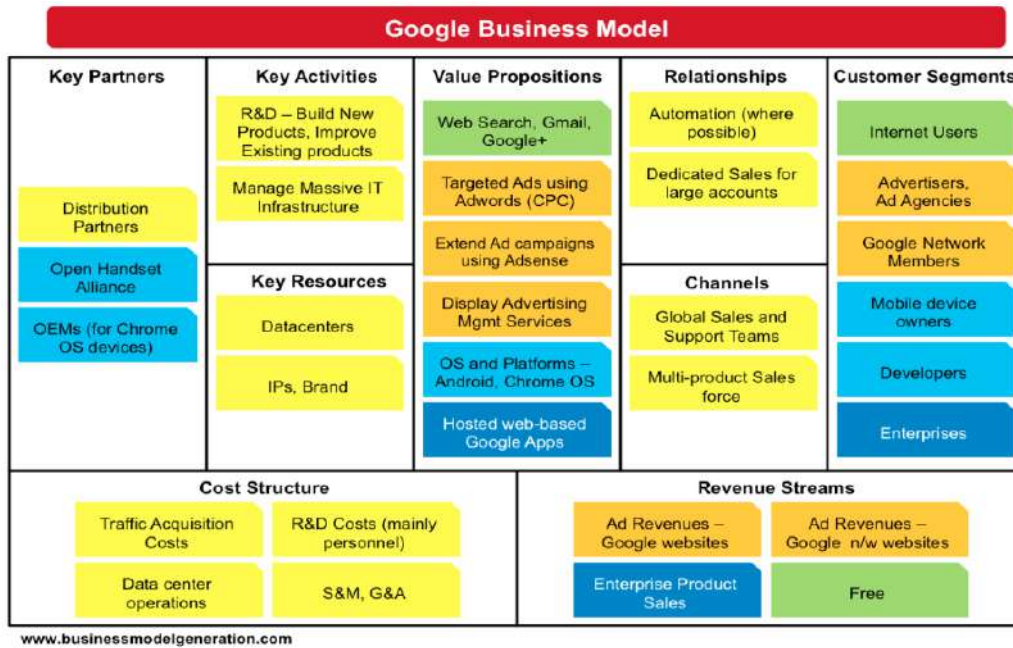 Google Business Model
Key Partners
Distribution
Partners
Open Handset
Alliance
OEMs (for Chrome
OS devices)
Key Activities
R&D – Build New
Products, Improve
Existing products
Manage Massive IT
Infrastructure
Key Resources
Datacenters
IPs, Brand
Value Propositions
Web Search, Gmail,
Google+
Targeted Ads using
Adwords (CPC)
Extend Ad campaigns
using Adsense
Display Advertising
Mgmt Services
OS and Platforms –
Android, Chrome OS
Hosted web-based
Google Apps
Relationships
Automation (where
possible)
Dedicated Sales for
large accounts
Channels
Global Sales and
Support Teams
Multi-product Sales
force
Customer Segments
Internet Users
Advertisers,
Ad Agencies
Google Network
Members
Mobile device
owners
Developers
Enterprises
Cost Structure
Traffic Acquisition
Costs
R&D Costs (mainly
personnel)
Data center
operations
S&M, G&A
Revenue Streams
Ad Revenues –
Google websites
Ad Revenues –
Google n/w websites
Enterprise Product
Sales
Free
www.businessmodelgeneration.com